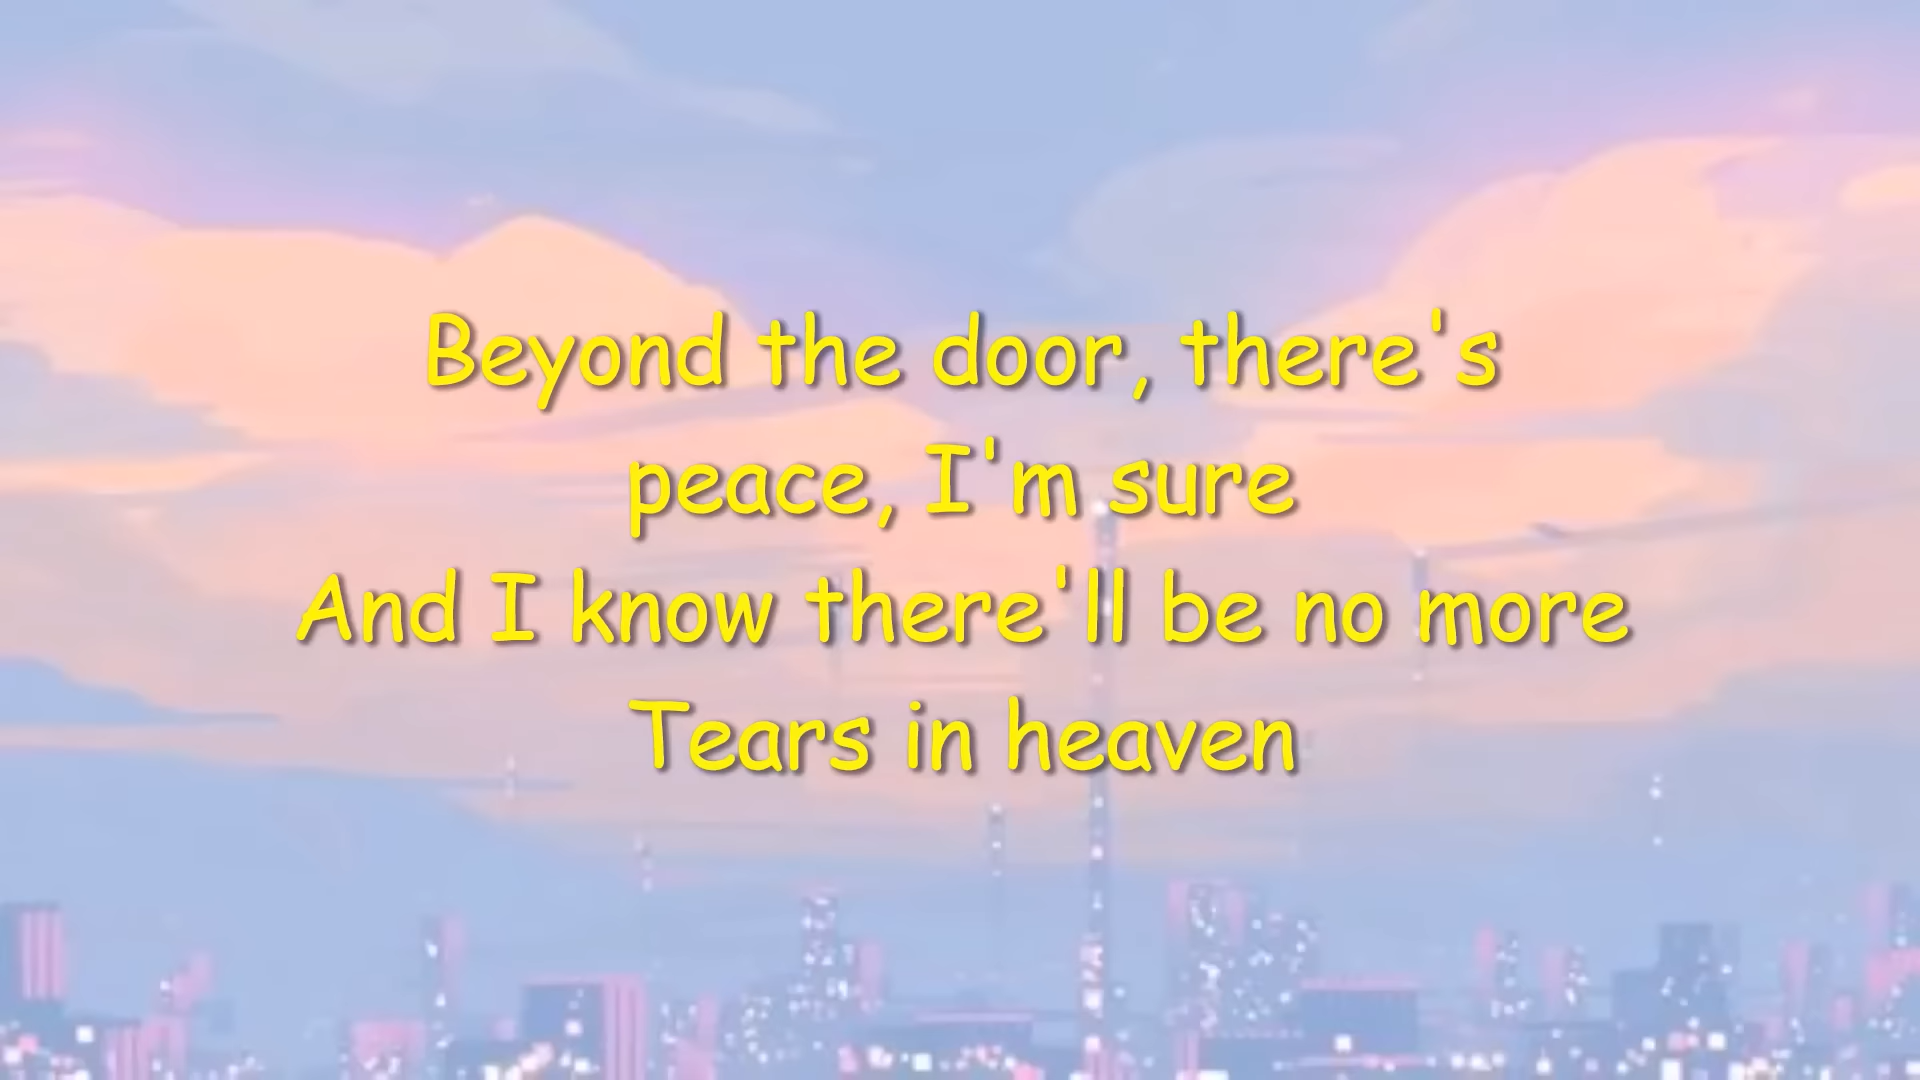 Beyond the door, there's
peace, I'm sure
And I know there'll be no more
Tears in heaven